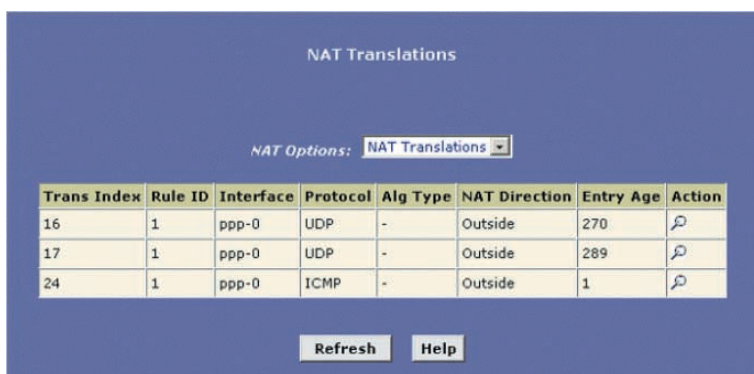 NAT Translations
NAT Options: NAT Translations
Trans Index Rule ID Interface Protocol Alg Type NAT Direction Entry Age Action
16 1 ppp-0 UDP - Outside 270
17 1 ppp-0 UDP - Outside 289
24 1 ppp-0 ICMP - Outside 1
Refresh Help